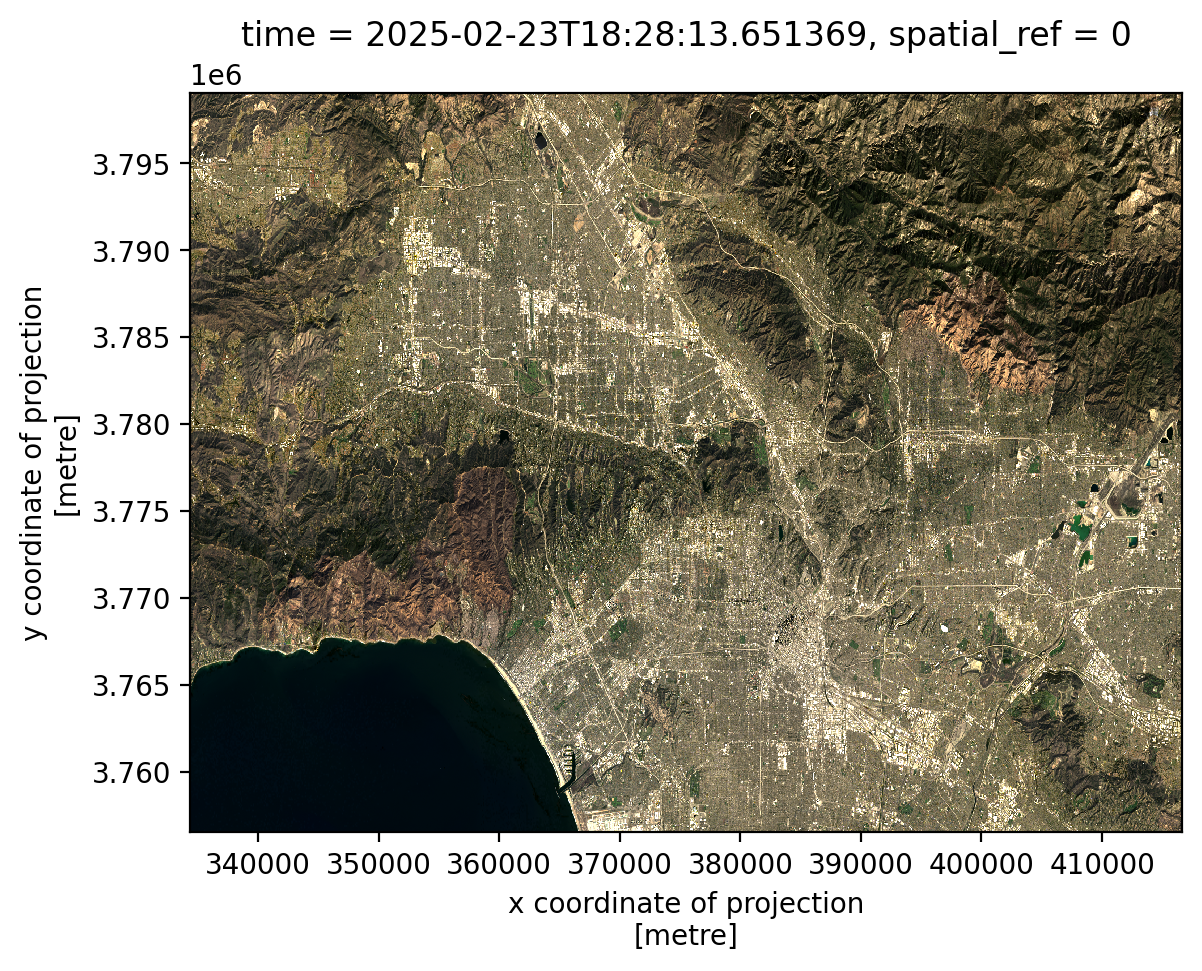 time = 2025-02-23T18:28:13.651369, spatial_ref = 0
1e6
3.795
3.790
3.785
3.780
3.775
3.770
3.765
3.760
y coordinate of projection
[metre]
340000 350000 360000 370000 380000 390000 400000 410000
x coordinate of projection
[metre]